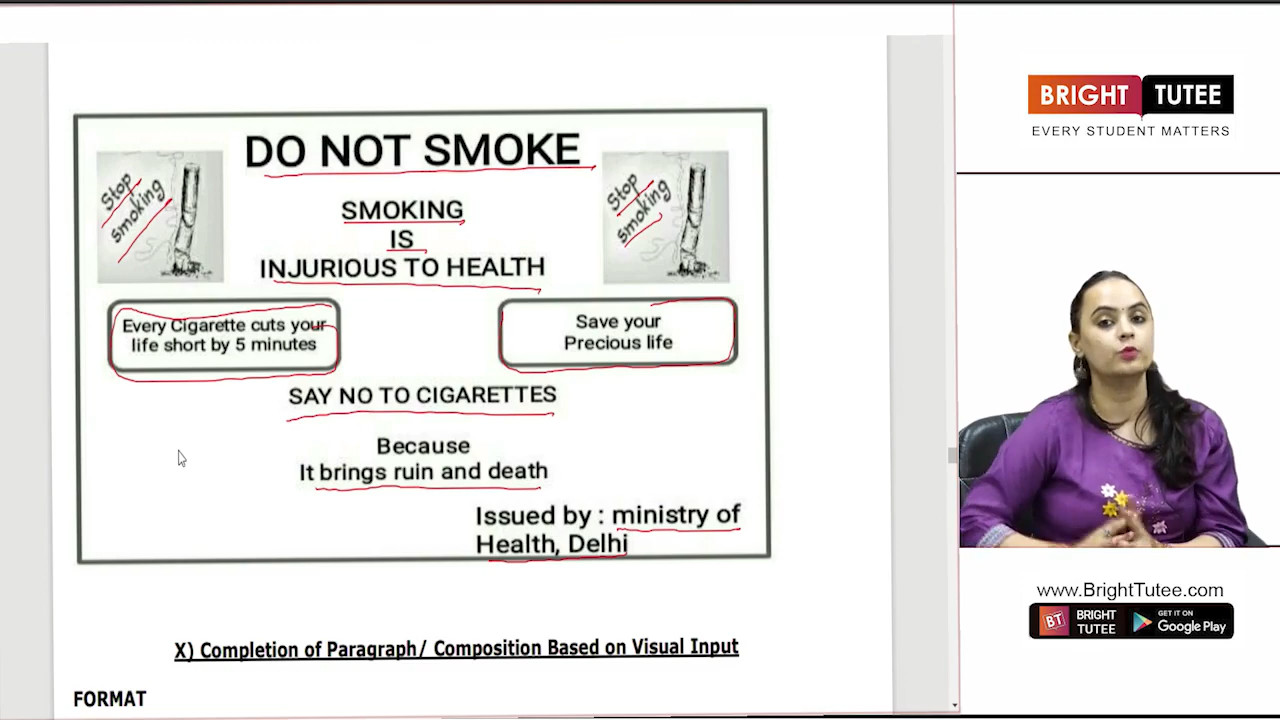 DO NOT SMOKE
Stop
smoking
Stop
smoking
SMOKING
IS
INJURIOUS TO HEALTH
Every Cigarette cuts your
life short by 5 minutes
Save your
Precious life
SAY NO TO CIGARETTES
Because
It brings ruin and death
Issued by : ministry of
Health, Delhi
X) Completion of Paragraph/ Composition Based on Visual Input
FORMAT
BRIGHT TUTEE
EVERY STUDENT MATTERS
www.BrightTutee.com
BT
BRIGHT
TUTEE
GET IT ON
Google Play